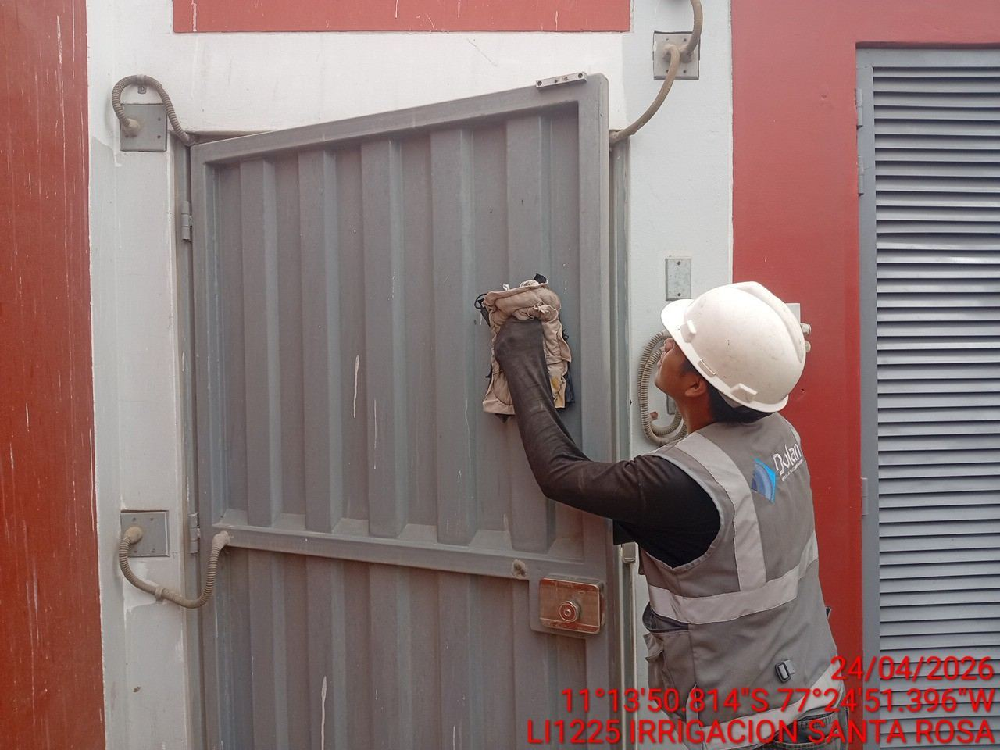 Dolan
24/04/2026
11°13'50.814"S 77°24'51.396"W
LI1225 IRRIGACION SANTA ROSA